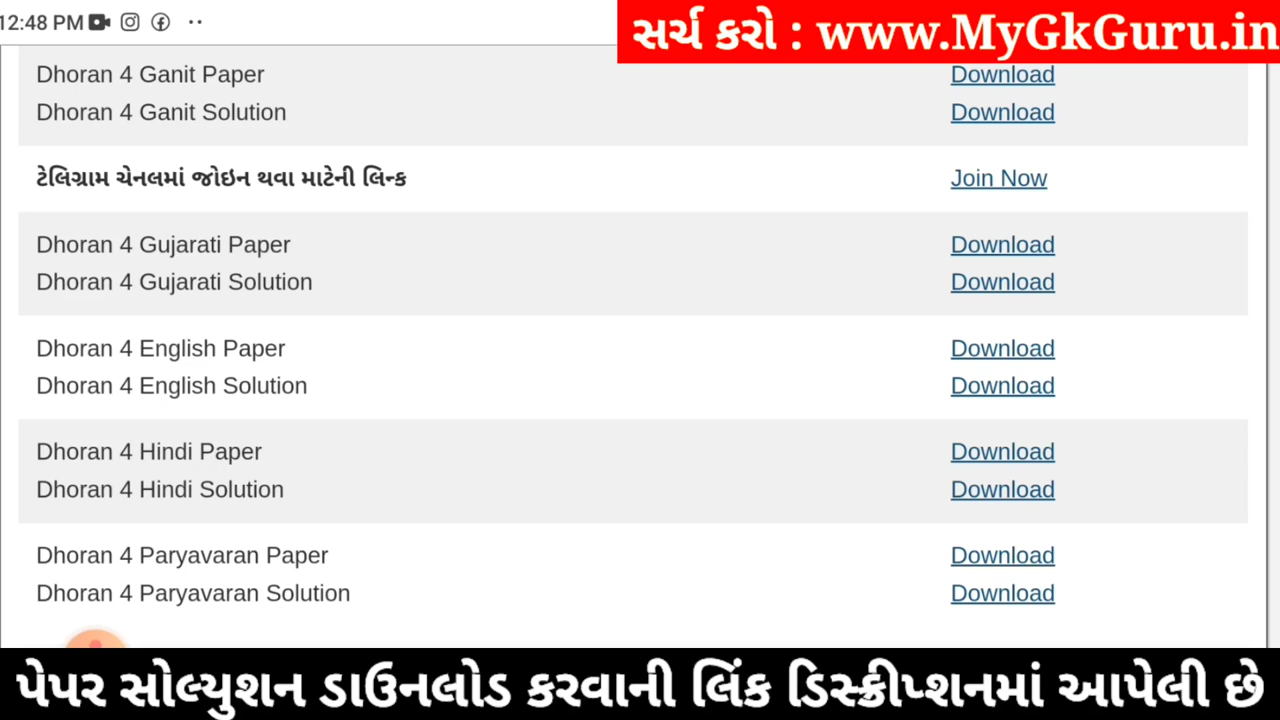 12:48 PM
સર્ચ કરો : www.MyGkGuru.in
Dhoran 4 Ganit Paper Download
Dhoran 4 Ganit Solution Download
ટેલિગ્રામ ચેનલમાં જોઇન થવા માટેની લિન્ક Join Now
Dhoran 4 Gujarati Paper Download
Dhoran 4 Gujarati Solution Download
Dhoran 4 English Paper Download
Dhoran 4 English Solution Download
Dhoran 4 Hindi Paper Download
Dhoran 4 Hindi Solution Download
Dhoran 4 Paryavaran Paper Download
Dhoran 4 Paryavaran Solution Download
પેપર સોલ્યુશન ડાઉનલોડ કરવાની લિંક ડિસ્ક્રીપ્શનમાં આપેલી છે